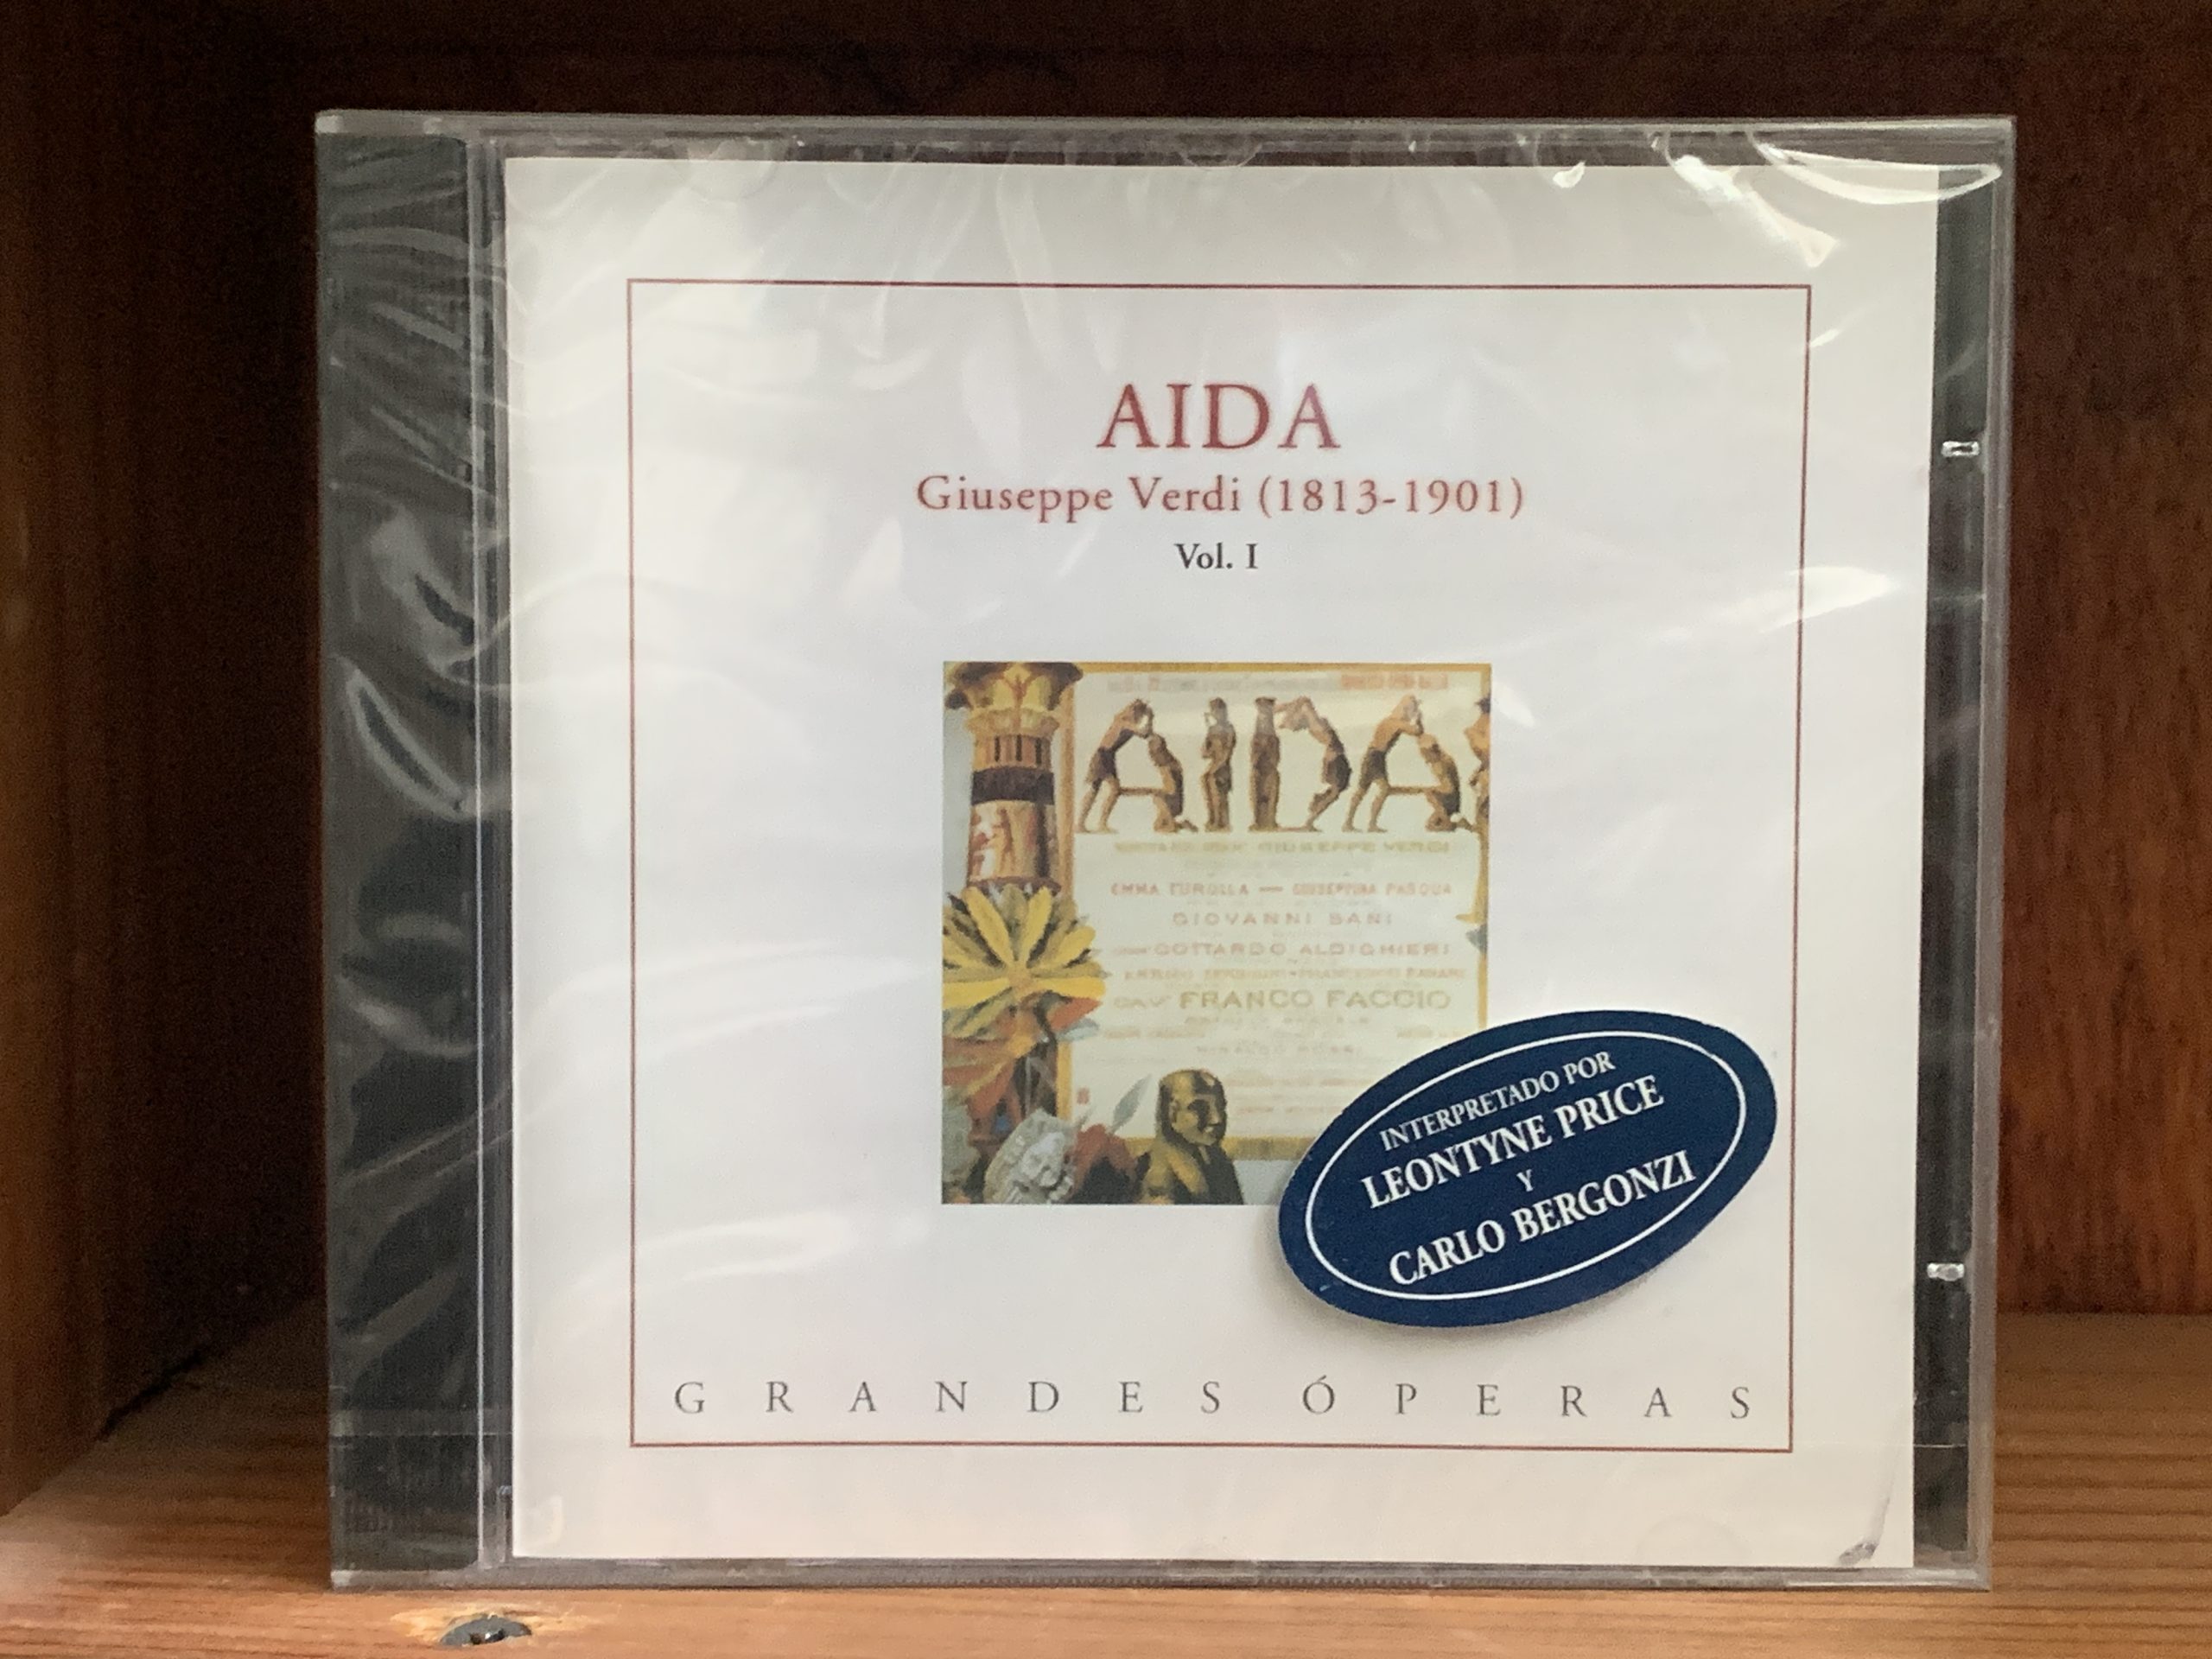 AIDA
Giuseppe Verdi (1813-1901)
Vol. I
AIDA
GIUSEPPE VERDI
EMMA TUROLLA — GIUSEPPINA PASQUA
GIOVANNI BANI
GOTTARDO ALDIGHIERI
CAV. FRANCO FACCIO
INTERPRETADO POR
LEONTYNE PRICE
Y
CARLO BERGONZI
GRANDES ÓPERAS